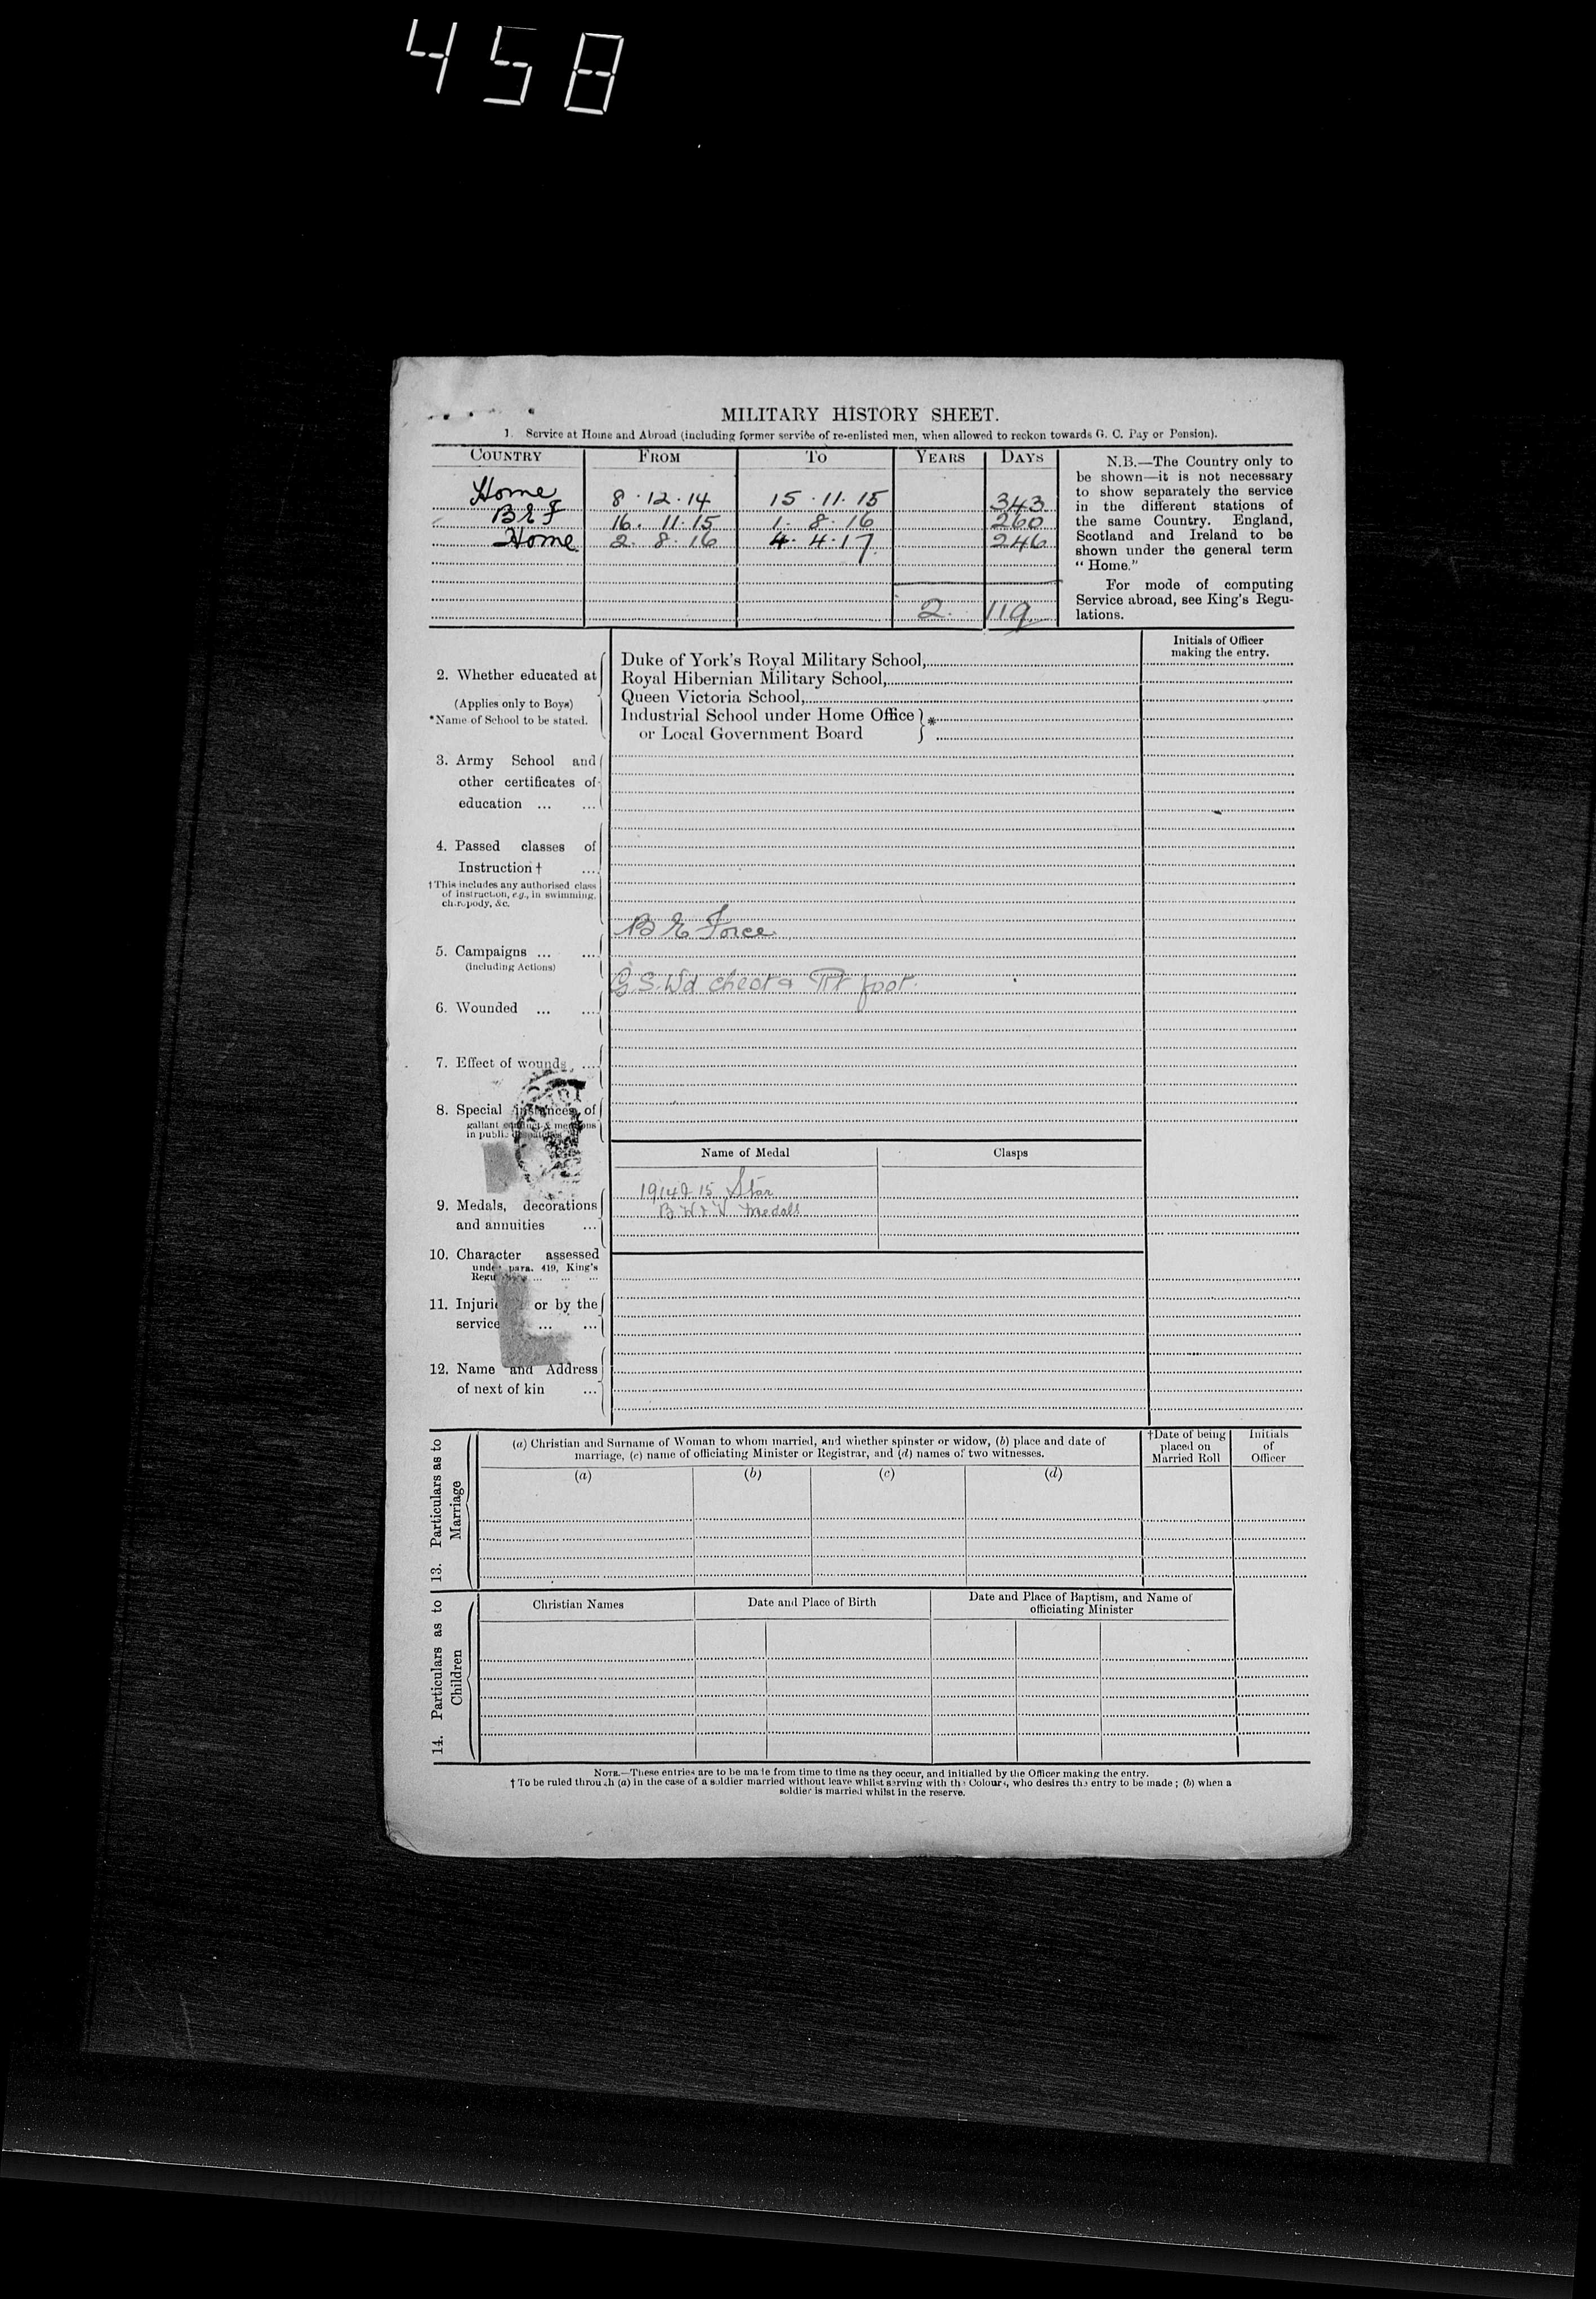 458
MILITARY HISTORY SHEET.
1. Service at Home and Abroad (including former service of re-enlisted men, when allowed to reckon towards G. C. Pay or Pension).
COUNTRY FROM TO YEARS DAYS
Home 8.12.14 15.11.15 343
B E F 16.11.15 1.8.16 260
Home 2.8.16 4.4.17 246
2. 119
N.B.—The Country only to
be shown—it is not necessary
to show separately the service
in the different stations of
the same Country. England,
Scotland and Ireland to be
shown under the general term
“Home.”
For mode of computing
Service abroad, see King's Regu-
lations.
Initials of Officer
making the entry.
2. Whether educated at
(Applies only to Boys)
*Name of School to be stated.
Duke of York's Royal Military School,
Royal Hibernian Military School,
Queen Victoria School,
Industrial School under Home Office
or Local Government Board } *
3. Army School and
other certificates of
education ... ...
4. Passed classes of
Instruction † ...
† This includes any authorised class
of instruction, e.g., in swimming,
chiropody, &c.
B E Force
5. Campaigns ... ...
(including Actions)
G.S.Wd chest & Rt foot.
6. Wounded ... ...
7. Effect of wounds ...
8. Special instances of
gallant conduct & mentions
in public
Name of Medal Clasps
1914 & 15 Star
B W & V Medals
9. Medals, decorations
and annuities ...
10. Character assessed
under para. 419, King's
... ... ...
11. or by the
service ... ...
12. Name and Address
of next of kin ...
13. Particulars as to
Marriage
(a) Christian and Surname of Woman to whom married, and whether spinster or widow, (b) place and date of
marriage, (c) name of officiating Minister or Registrar, and (d) names of two witnesses.
†Date of being
placed on
Married Roll
Initials
of
Officer
(a) (b) (c) (d)
14. Particulars as to
Children
Christian Names Date and Place of Birth
Date and Place of Baptism, and Name of
officiating Minister
NOTE.—These entries are to be made from time to time as they occur, and initialled by the Officer making the entry.
† To be ruled through (a) in the case of a soldier married without leave whilst serving with the Colours, who desires the entry to be made; (b) when a
soldier is married whilst in the reserve.